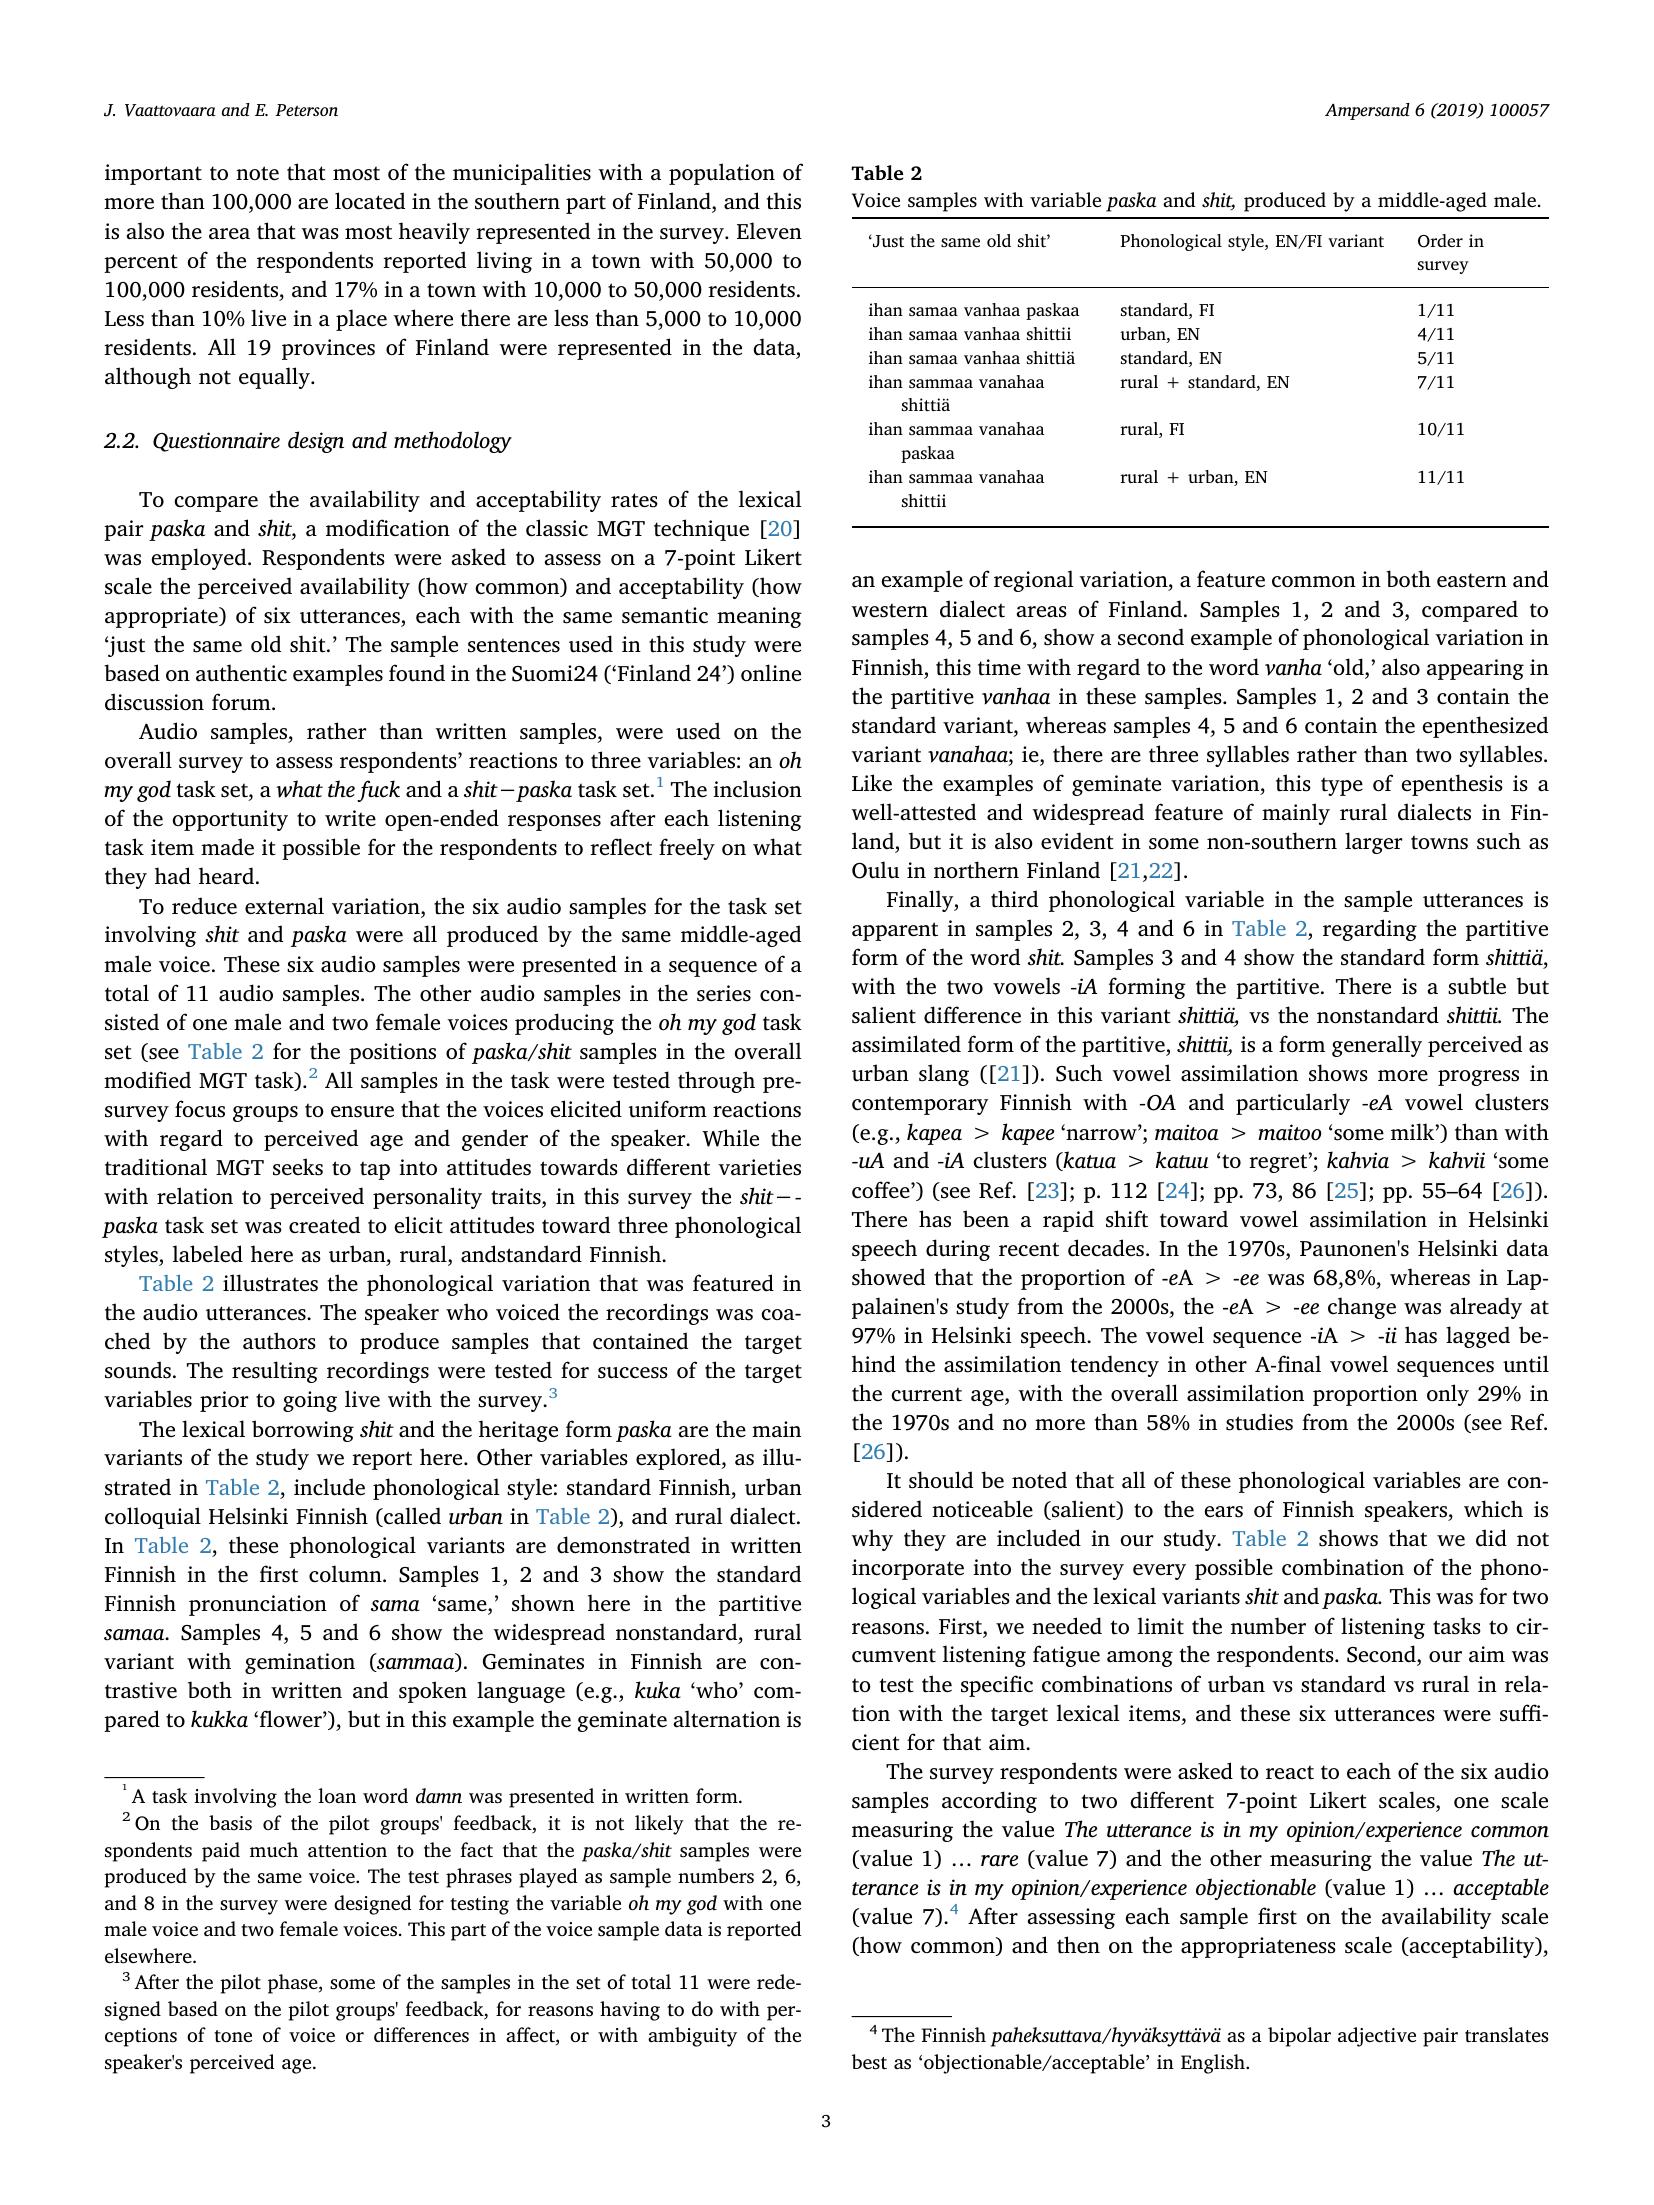 J. Vaattovaara and E. Peterson
Ampersand 6 (2019) 100057
important to note that most of the municipalities with a population of
more than 100,000 are located in the southern part of Finland, and this
is also the area that was most heavily represented in the survey. Eleven
percent of the respondents reported living in a town with 50,000 to
100,000 residents, and 17% in a town with 10,000 to 50,000 residents.
Less than 10% live in a place where there are less than 5,000 to 10,000
residents. All 19 provinces of Finland were represented in the data,
although not equally.
2.2. Questionnaire design and methodology
To compare the availability and acceptability rates of the lexical
pair paska and shit, a modification of the classic MGT technique [20]
was employed. Respondents were asked to assess on a 7-point Likert
scale the perceived availability (how common) and acceptability (how
appropriate) of six utterances, each with the same semantic meaning
‘just the same old shit.’ The sample sentences used in this study were
based on authentic examples found in the Suomi24 (‘Finland 24’) online
discussion forum.
Audio samples, rather than written samples, were used on the
overall survey to assess respondents’ reactions to three variables: an oh
my god task set, a what the fuck and a shit−paska task set.1 The inclusion
of the opportunity to write open-ended responses after each listening
task item made it possible for the respondents to reflect freely on what
they had heard.
To reduce external variation, the six audio samples for the task set
involving shit and paska were all produced by the same middle-aged
male voice. These six audio samples were presented in a sequence of a
total of 11 audio samples. The other audio samples in the series con-
sisted of one male and two female voices producing the oh my god task
set (see Table 2 for the positions of paska/shit samples in the overall
modified MGT task).2 All samples in the task were tested through pre-
survey focus groups to ensure that the voices elicited uniform reactions
with regard to perceived age and gender of the speaker. While the
traditional MGT seeks to tap into attitudes towards different varieties
with relation to perceived personality traits, in this survey the shit−-
paska task set was created to elicit attitudes toward three phonological
styles, labeled here as urban, rural, andstandard Finnish.
Table 2 illustrates the phonological variation that was featured in
the audio utterances. The speaker who voiced the recordings was coa-
ched by the authors to produce samples that contained the target
sounds. The resulting recordings were tested for success of the target
variables prior to going live with the survey.3
The lexical borrowing shit and the heritage form paska are the main
variants of the study we report here. Other variables explored, as illu-
strated in Table 2, include phonological style: standard Finnish, urban
colloquial Helsinki Finnish (called urban in Table 2), and rural dialect.
In Table 2, these phonological variants are demonstrated in written
Finnish in the first column. Samples 1, 2 and 3 show the standard
Finnish pronunciation of sama ‘same,’ shown here in the partitive
samaa. Samples 4, 5 and 6 show the widespread nonstandard, rural
variant with gemination (sammaa). Geminates in Finnish are con-
trastive both in written and spoken language (e.g., kuka ‘who’ com-
pared to kukka ‘flower’), but in this example the geminate alternation is
1 A task involving the loan word damn was presented in written form.
2 On the basis of the pilot groups' feedback, it is not likely that the re-
spondents paid much attention to the fact that the paska/shit samples were
produced by the same voice. The test phrases played as sample numbers 2, 6,
and 8 in the survey were designed for testing the variable oh my god with one
male voice and two female voices. This part of the voice sample data is reported
elsewhere.
3 After the pilot phase, some of the samples in the set of total 11 were rede-
signed based on the pilot groups' feedback, for reasons having to do with per-
ceptions of tone of voice or differences in affect, or with ambiguity of the
speaker's perceived age.
Table 2
Voice samples with variable paska and shit, produced by a middle-aged male.
‘Just the same old shit’ Phonological style, EN/FI variant Order in
survey
ihan samaa vanhaa paskaa standard, FI 1/11
ihan samaa vanhaa shittii urban, EN 4/11
ihan samaa vanhaa shittiä standard, EN 5/11
ihan sammaa vanahaa rural + standard, EN 7/11
shittiä
ihan sammaa vanahaa rural, FI 10/11
paskaa
ihan sammaa vanahaa rural + urban, EN 11/11
shittii
an example of regional variation, a feature common in both eastern and
western dialect areas of Finland. Samples 1, 2 and 3, compared to
samples 4, 5 and 6, show a second example of phonological variation in
Finnish, this time with regard to the word vanha ‘old,’ also appearing in
the partitive vanhaa in these samples. Samples 1, 2 and 3 contain the
standard variant, whereas samples 4, 5 and 6 contain the epenthesized
variant vanahaa; ie, there are three syllables rather than two syllables.
Like the examples of geminate variation, this type of epenthesis is a
well-attested and widespread feature of mainly rural dialects in Fin-
land, but it is also evident in some non-southern larger towns such as
Oulu in northern Finland [21,22].
Finally, a third phonological variable in the sample utterances is
apparent in samples 2, 3, 4 and 6 in Table 2, regarding the partitive
form of the word shit. Samples 3 and 4 show the standard form shittiä,
with the two vowels -iA forming the partitive. There is a subtle but
salient difference in this variant shittiä, vs the nonstandard shittii. The
assimilated form of the partitive, shittii, is a form generally perceived as
urban slang ([21]). Such vowel assimilation shows more progress in
contemporary Finnish with -OA and particularly -eA vowel clusters
(e.g., kapea > kapee ‘narrow’; maitoa > maitoo ‘some milk’) than with
-uA and -iA clusters (katua > katuu ‘to regret’; kahvia > kahvii ‘some
coffee’) (see Ref. [23]; p. 112 [24]; pp. 73, 86 [25]; pp. 55–64 [26]).
There has been a rapid shift toward vowel assimilation in Helsinki
speech during recent decades. In the 1970s, Paunonen's Helsinki data
showed that the proportion of -eA > -ee was 68,8%, whereas in Lap-
palainen's study from the 2000s, the -eA > -ee change was already at
97% in Helsinki speech. The vowel sequence -iA > -ii has lagged be-
hind the assimilation tendency in other A-final vowel sequences until
the current age, with the overall assimilation proportion only 29% in
the 1970s and no more than 58% in studies from the 2000s (see Ref.
[26]).
It should be noted that all of these phonological variables are con-
sidered noticeable (salient) to the ears of Finnish speakers, which is
why they are included in our study. Table 2 shows that we did not
incorporate into the survey every possible combination of the phono-
logical variables and the lexical variants shit and paska. This was for two
reasons. First, we needed to limit the number of listening tasks to cir-
cumvent listening fatigue among the respondents. Second, our aim was
to test the specific combinations of urban vs standard vs rural in rela-
tion with the target lexical items, and these six utterances were suffi-
cient for that aim.
The survey respondents were asked to react to each of the six audio
samples according to two different 7-point Likert scales, one scale
measuring the value The utterance is in my opinion/experience common
(value 1) … rare (value 7) and the other measuring the value The ut-
terance is in my opinion/experience objectionable (value 1) … acceptable
(value 7).4 After assessing each sample first on the availability scale
(how common) and then on the appropriateness scale (acceptability),
4 The Finnish paheksuttava/hyväksyttävä as a bipolar adjective pair translates
best as ‘objectionable/acceptable’ in English.
3